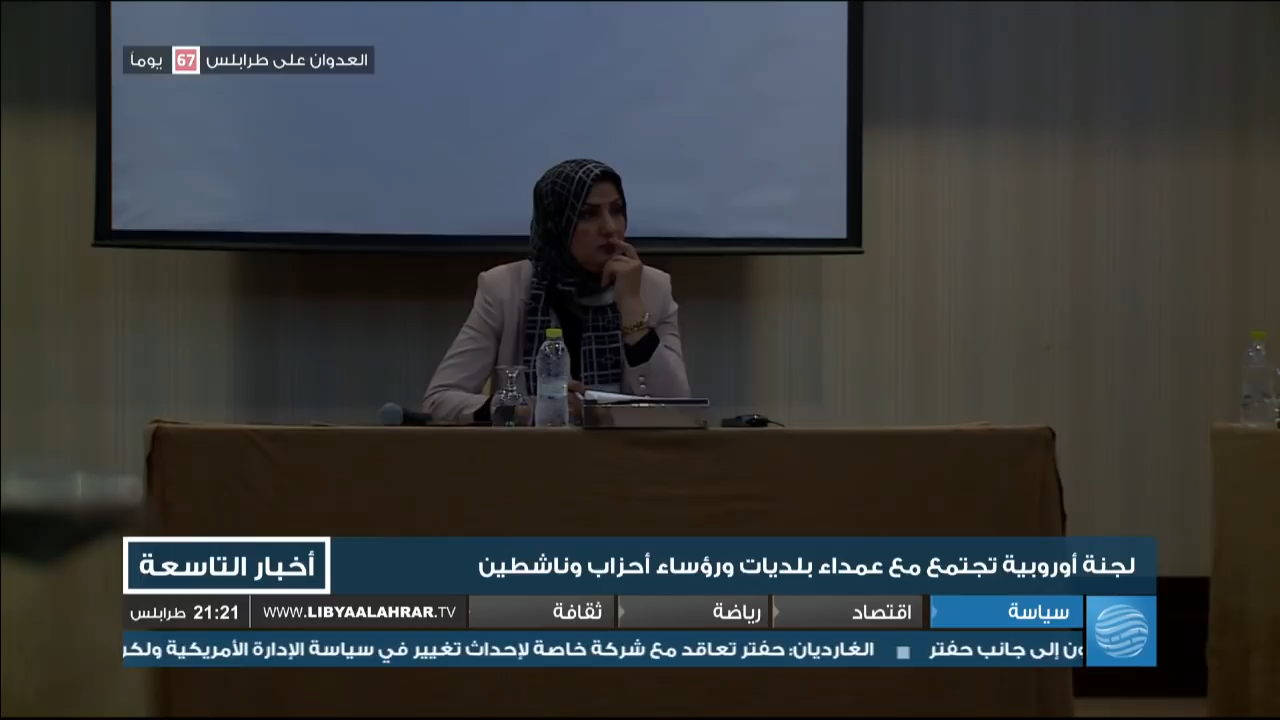 العدوان على طرابلس 67 يوماً
لجنة أوروبية تجتمع مع عمداء بلديات ورؤساء أحزاب وناشطين
أخبار التاسعة
سياسة اقتصاد رياضة ثقافة WWW.LIBYAALAHRAR.TV 21:21 طرابلس
إلى جانب حفتر ■ الغارديان: حفتر تعاقد مع شركة خاصة لإحداث تغيير في سياسة الإدارة الأمريكية